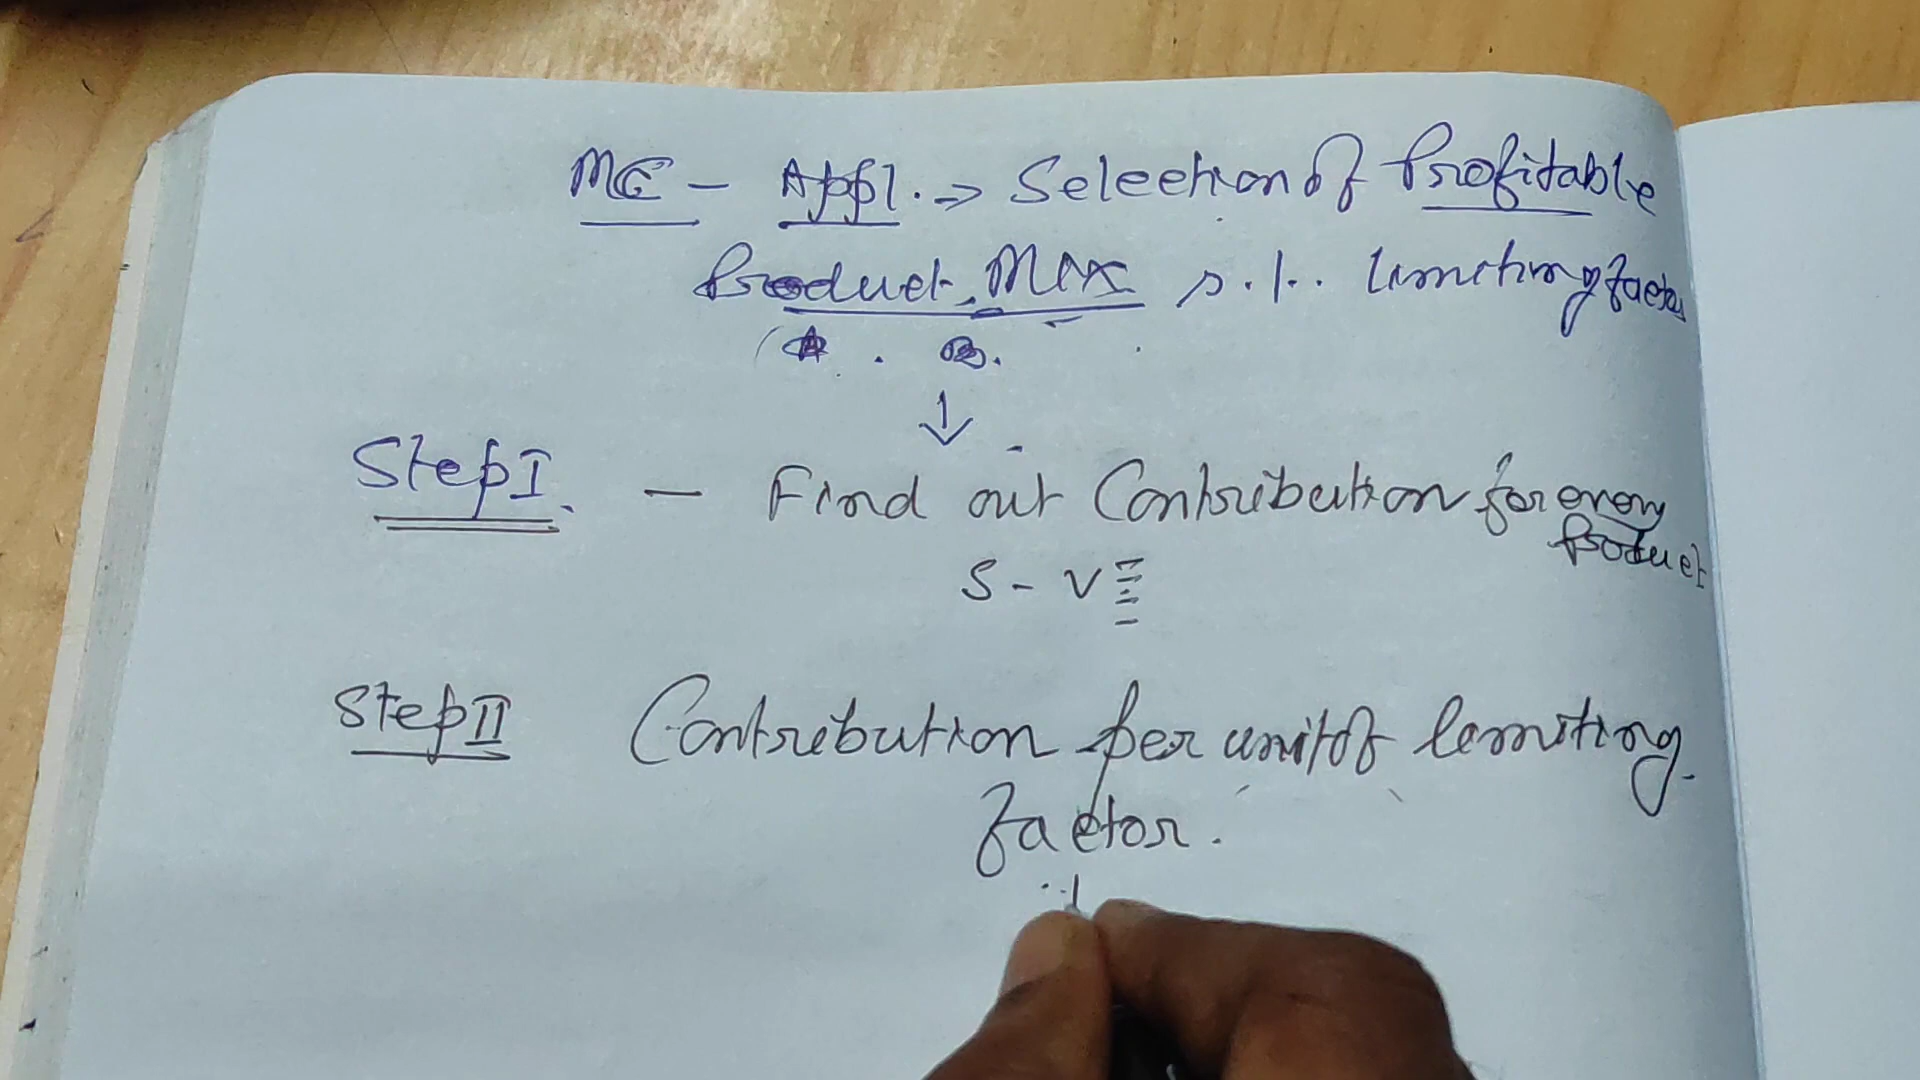 MC - Appl. => Selection of Profitable
Product Mix s.t. limiting factor
(A . B.
↓
Step I. - Find out Contribution for every
Product
S - V
Step II Contribution per unit of limiting
factor.